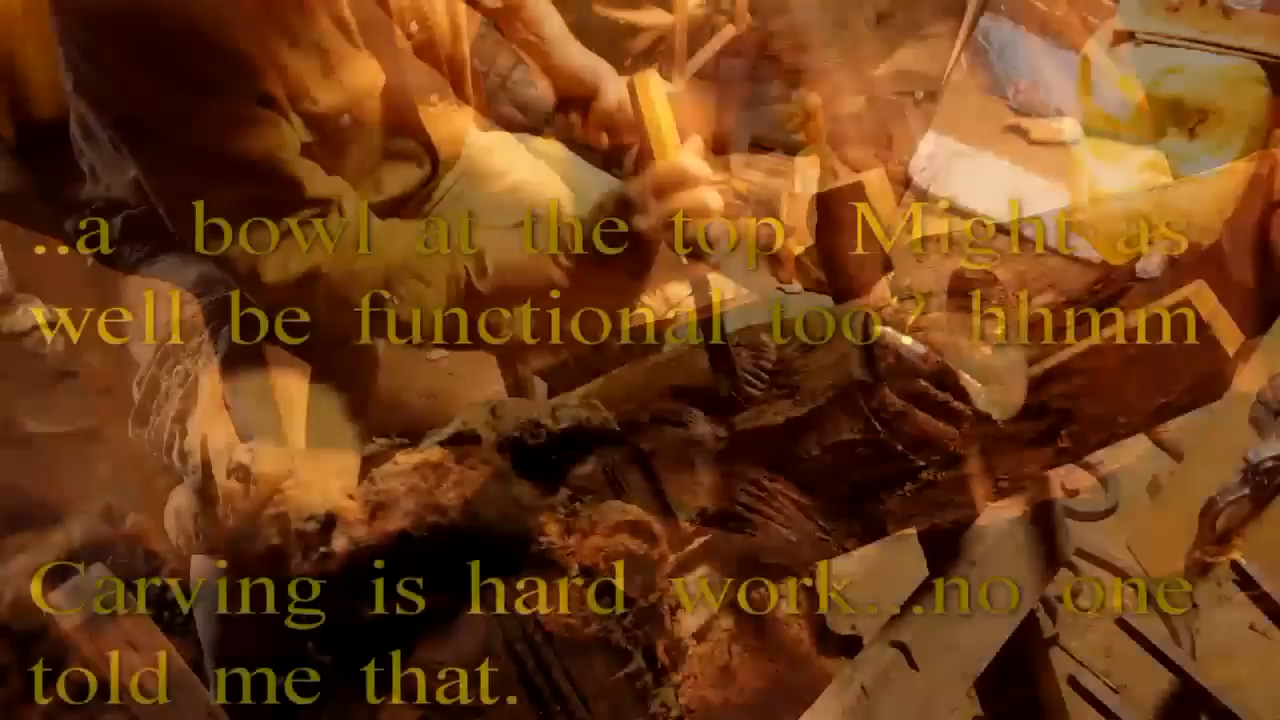 ..a bowl at the top. Might as
well be functional too? hhmm
Carving is hard work...no one
told me that.